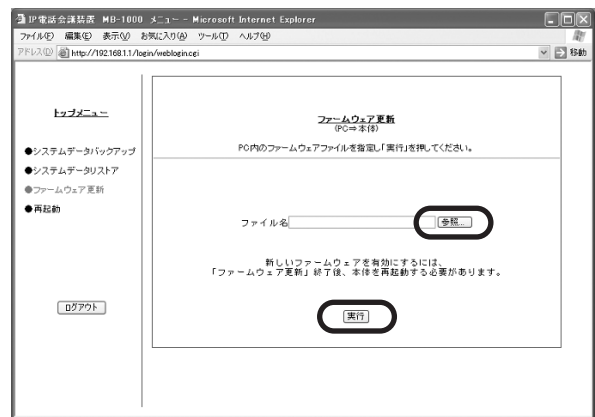 IP電話会議装置 MB-1000 メニュー - Microsoft Internet Explorer
ファイル(F) 編集(E) 表示(V) お気に入り(A) ツール(T) ヘルプ(H)
アドレス(D) http://192.168.1.1/login/weblogin.cgi 移動
トップメニュー
●システムデータバックアップ
●システムデータリストア
●ファームウェア更新
●再起動
ログアウト
ファームウェア更新
(PC⇒本体)
PC内のファームウェアファイルを指定し「実行」を押してください。
ファイル名 参照...
新しいファームウェアを有効にするには、
「ファームウェア更新」終了後、本体を再起動する必要があります。
実行